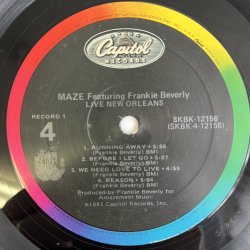 Capitol
RECORDS
MAZE Featuring Frankie Beverly
LIVE NEW ORLEANS
RECORD 1
4
SKBK-12156
(SKBK-4-12156)
1. RUNNING AWAY • 5:56
(Frankie Beverly) BMI
2. BEFORE I LET GO • 5:07
(Frankie Beverly) BMI
3. WE NEED LOVE TO LIVE • 4:50
(Frankie Beverly) BMI
4. REASON • 5:04
(Frankie Beverly) BMI
Produced by Frankie Beverly for
Amazement Music
℗1981 Capitol Records, Inc.